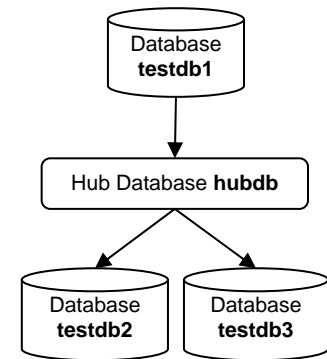 Database
testdb1
Hub Database hubdb
Database
testdb2
Database
testdb3